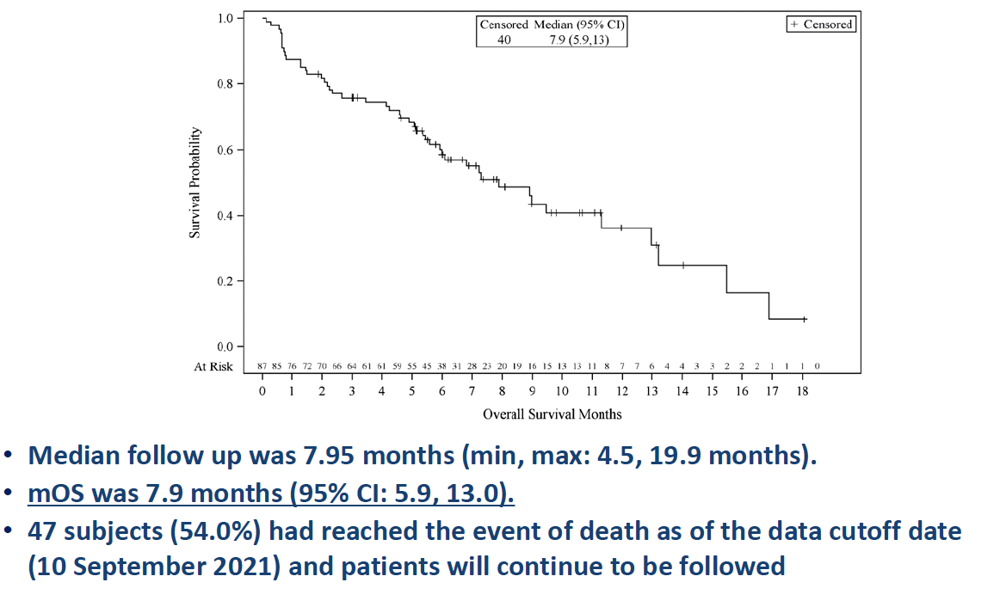 1.0
Censored Median (95% CI)
40 7.9 (5.9,13)
+ Censored
0.8
0.6
0.4
0.2
0.0
Survival Probability
At Risk 87 85 76 72 70 66 64 61 61 59 55 45 38 31 28 23 20 19 16 15 13 13 11 8 7 7 6 4 4 3 3 2 2 2 1 1 1 0
0 1 2 3 4 5 6 7 8 9 10 11 12 13 14 15 16 17 18
Overall Survival Months
• Median follow up was 7.95 months (min, max: 4.5, 19.9 months).
• mOS was 7.9 months (95% CI: 5.9, 13.0).
• 47 subjects (54.0%) had reached the event of death as of the data cutoff date
(10 September 2021) and patients will continue to be followed